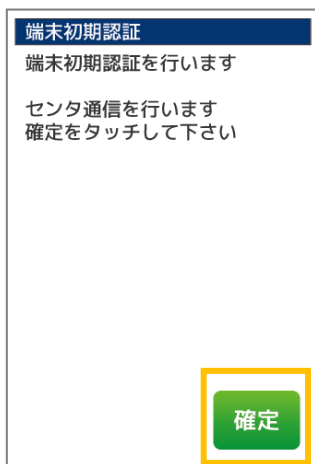 端末初期認証
端末初期認証を行います
センタ通信を行います
確定をタッチして下さい
確定